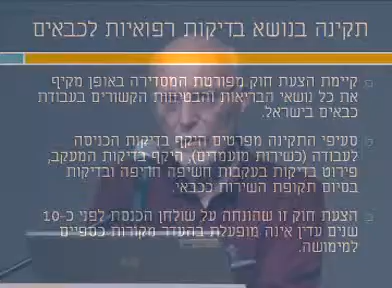 תקינה בנושא בדיקות רפואיות לכבאים
קיימת הצעת חוק מפורטת המסדירה באופן מקיף
את כל נושאי הבריאות והבטיחות הקשורים בעבודת
כבאים בישראל.
סעיפי התקינה מפרטים היקף בדיקות הכניסה
לעבודה (כשירות מועמדים), היקף בדיקות המעקב,
פירוט בדיקות בעקבות חשיפה חריפה ובדיקות
בסיום תקופת השירות ככבאי.
הצעת חוק זו שהונחה על שולחן הכנסת לפני כ-10
שנים עדין אינה מופעלת בהעדר מקורות כספיים
למימושה.